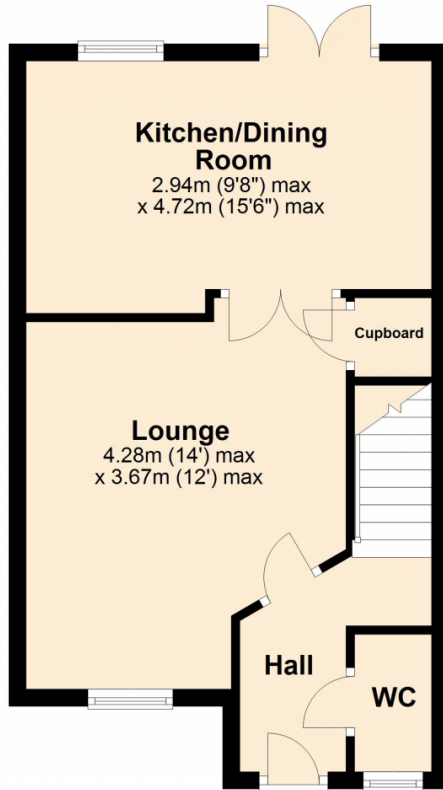 Kitchen/Dining
Room
2.94m (9'8") max
x 4.72m (15'6") max
Cupboard
Lounge
4.28m (14') max
x 3.67m (12') max
Hall
WC